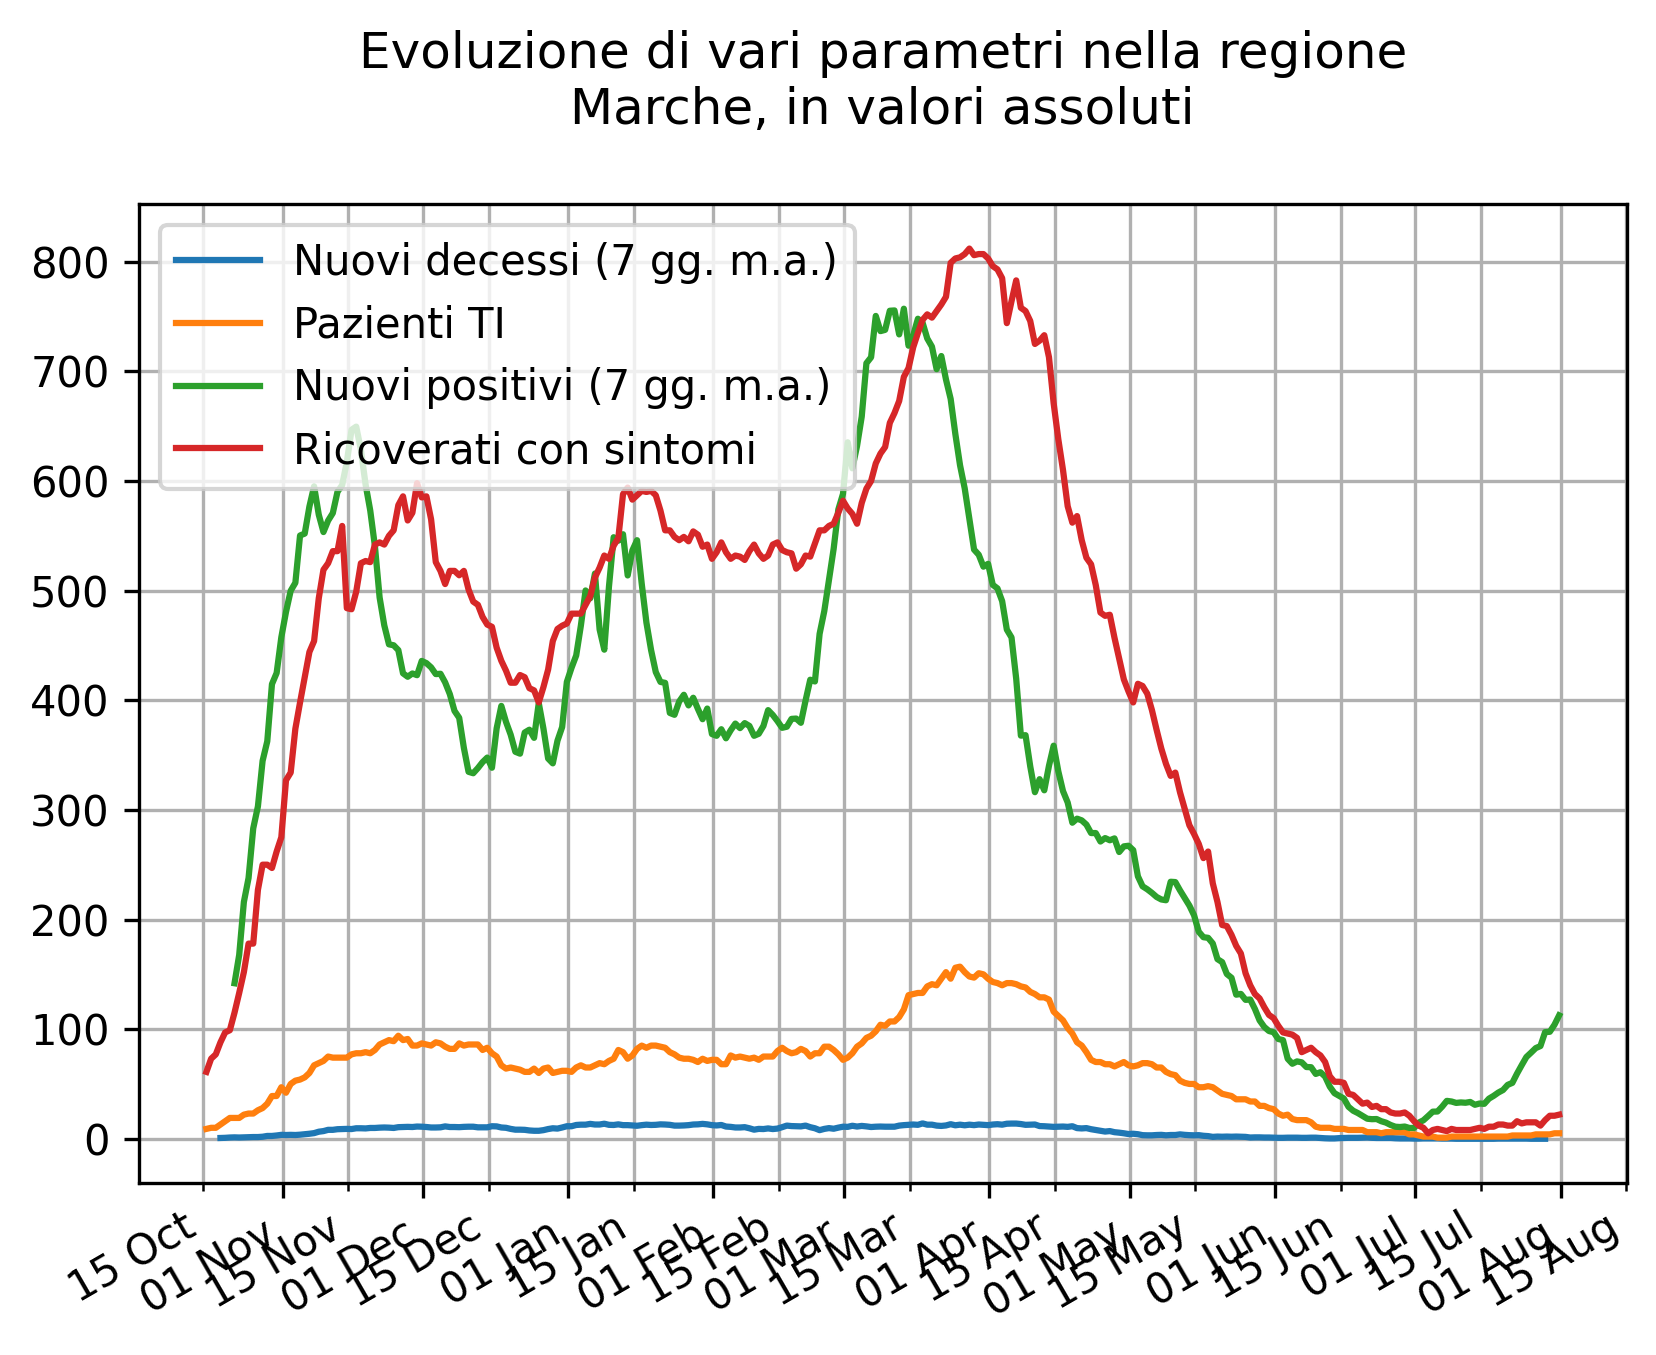 Evoluzione di vari parametri nella regione
Marche, in valori assoluti
Nuovi decessi (7 gg. m.a.)
Pazienti TI
Nuovi positivi (7 gg. m.a.)
Ricoverati con sintomi
800
700
600
500
400
300
200
100
0
15 Oct
01 Nov
15 Nov
01 Dec
15 Dec
01 Jan
15 Jan
01 Feb
15 Feb
01 Mar
15 Mar
01 Apr
15 Apr
01 May
15 May
01 Jun
15 Jun
01 Jul
15 Jul
01 Aug
15 Aug